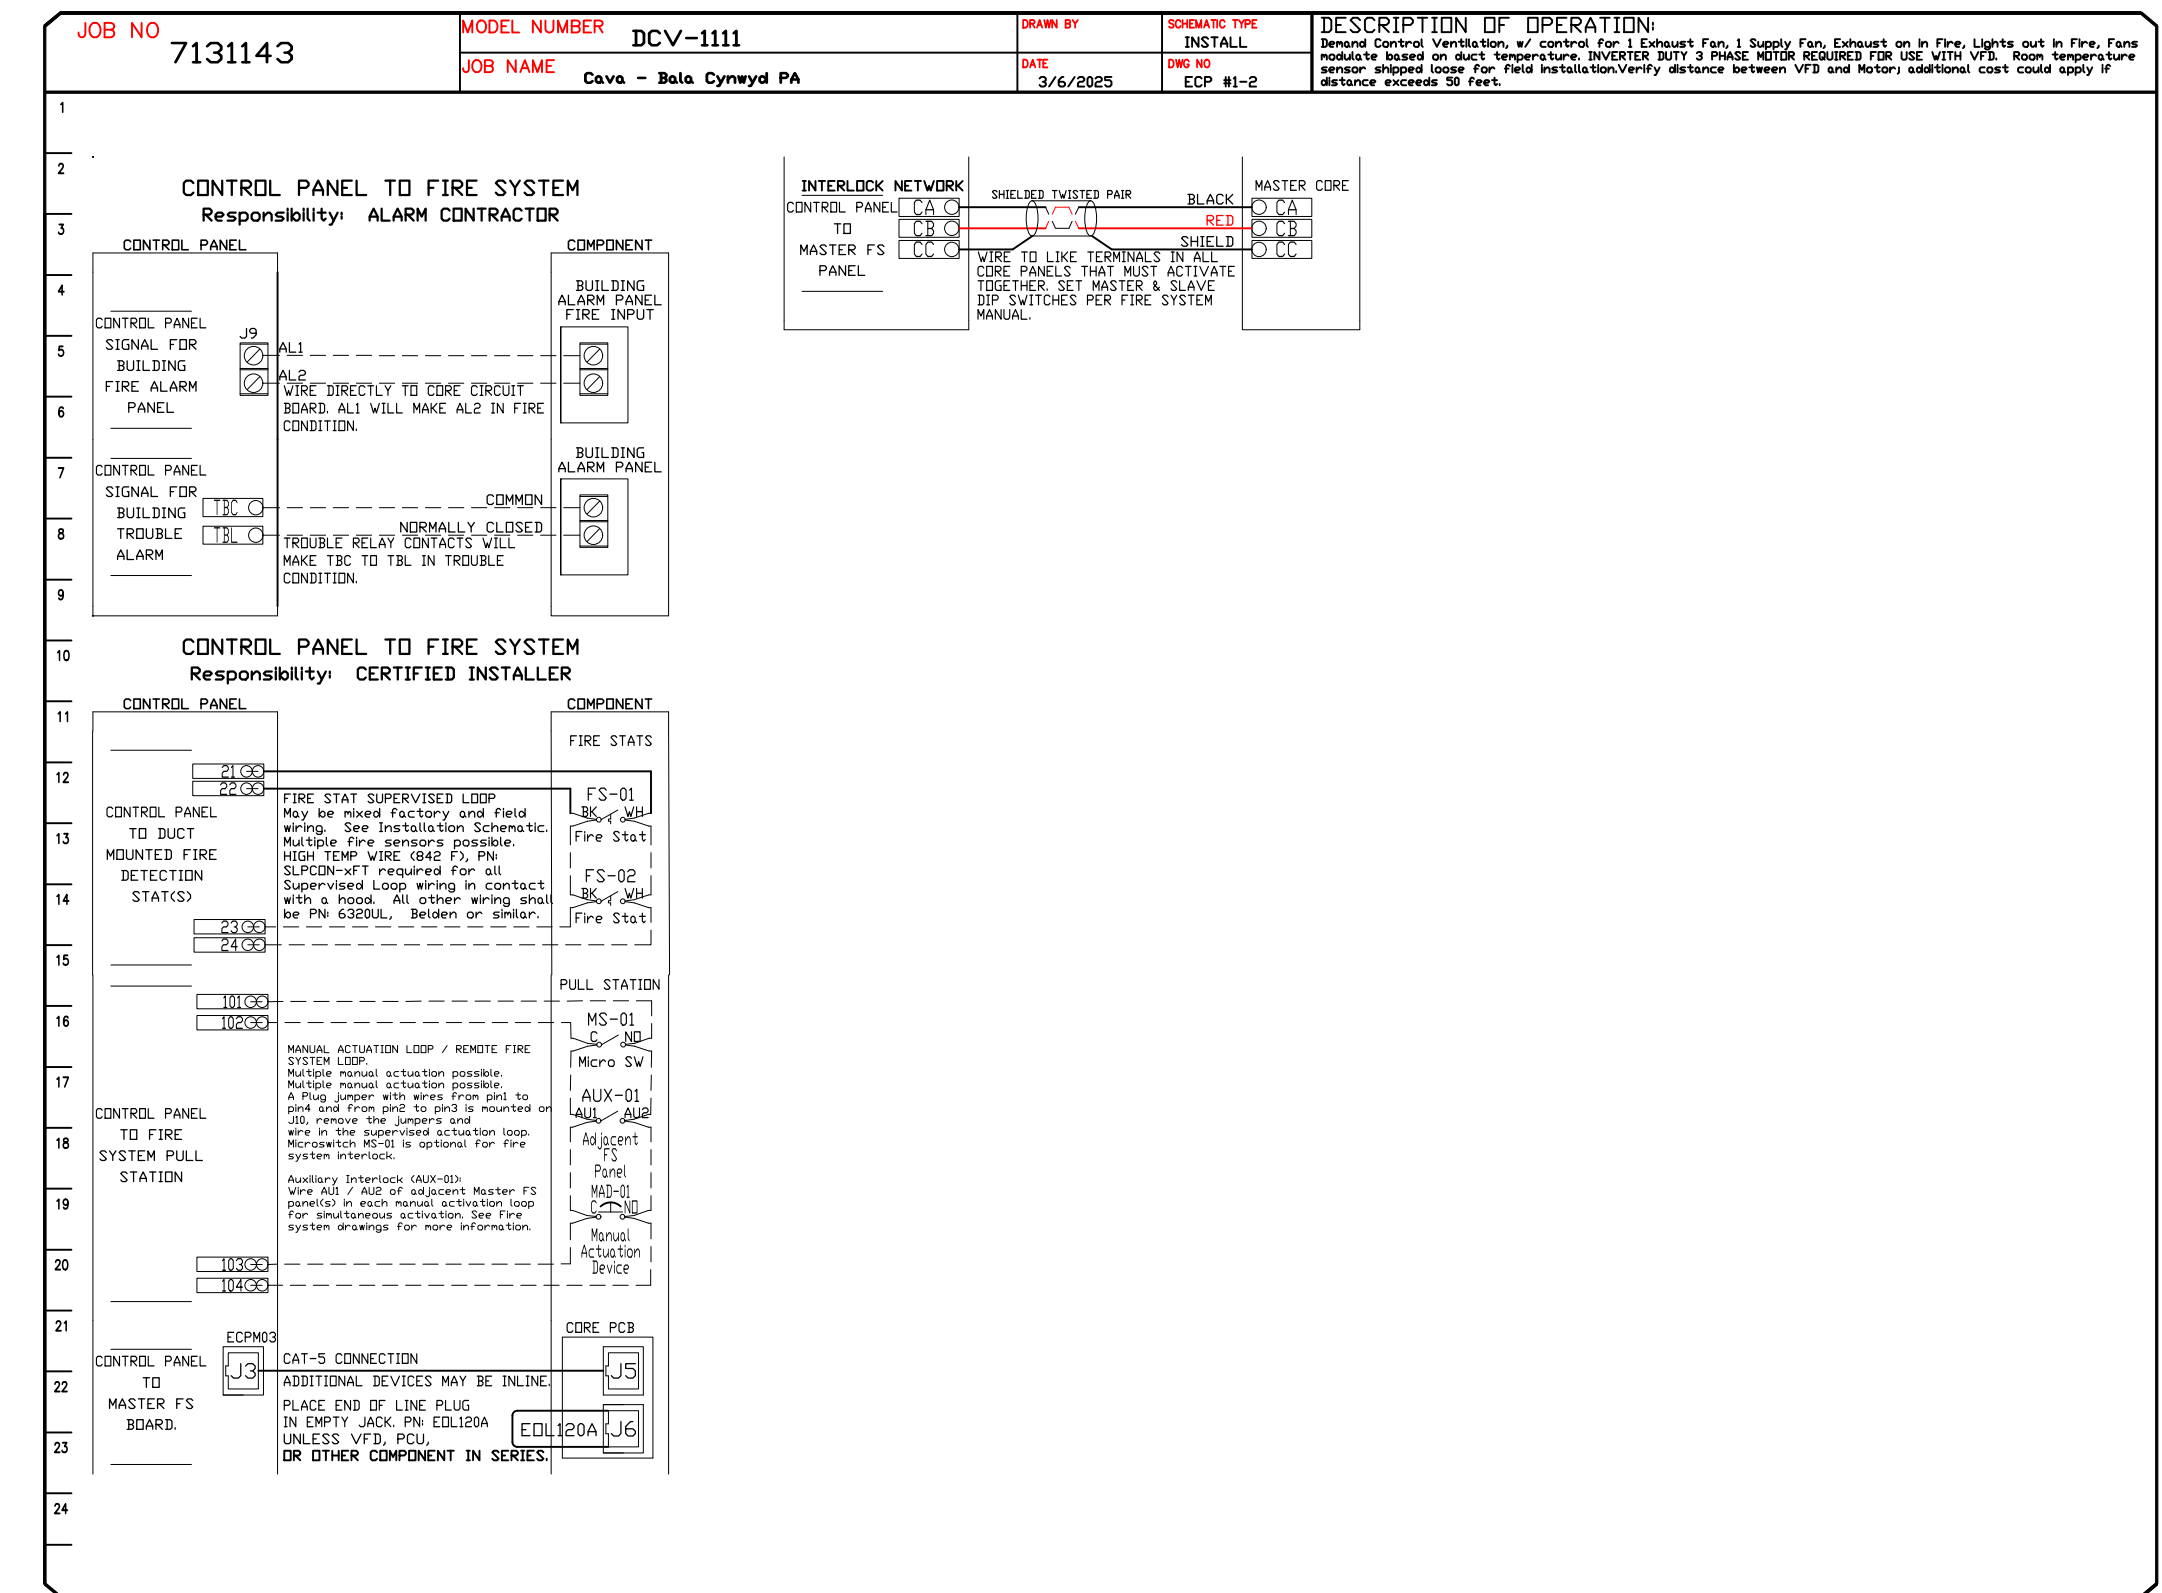 JOB NO
7131143
MODEL NUMBER
DCV-1111
JOB NAME
Cava - Bala Cynwyd PA
DRAWN BY
DATE
3/6/2025
SCHEMATIC TYPE
INSTALL
DWG NO
ECP #1-2
DESCRIPTION OF OPERATION:
Demand Control Ventilation, w/ control for 1 Exhaust Fan, 1 Supply Fan, Exhaust on in Fire, Lights out in Fire, Fans
modulate based on duct temperature. INVERTER DUTY 3 PHASE MOTOR REQUIRED FOR USE WITH VFD. Room temperature
sensor shipped loose for field installation.Verify distance between VFD and Motor; additional cost could apply if
distance exceeds 50 feet.
1
2
3
4
5
6
7
8
9
10
11
12
13
14
15
16
17
18
19
20
21
22
23
24
CONTROL PANEL TO FIRE SYSTEM
Responsibility: ALARM CONTRACTOR
CONTROL PANEL
COMPONENT
CONTROL PANEL
SIGNAL FOR
BUILDING
FIRE ALARM
PANEL
J9
AL1
AL2
WIRE DIRECTLY TO CORE CIRCUIT
BOARD. AL1 WILL MAKE AL2 IN FIRE
CONDITION.
BUILDING
ALARM PANEL
FIRE INPUT
CONTROL PANEL
SIGNAL FOR
BUILDING
TROUBLE
ALARM
TBC
TBL
COMMON
NORMALLY CLOSED
TROUBLE RELAY CONTACTS WILL
MAKE TBC TO TBL IN TROUBLE
CONDITION.
BUILDING
ALARM PANEL
INTERLOCK NETWORK
CONTROL PANEL
TO
MASTER FS
PANEL
CA
CB
CC
SHIELDED TWISTED PAIR
BLACK
RED
SHIELD
WIRE TO LIKE TERMINALS IN ALL
CORE PANELS THAT MUST ACTIVATE
TOGETHER. SET MASTER & SLAVE
DIP SWITCHES PER FIRE SYSTEM
MANUAL.
MASTER CORE
CA
CB
CC
CONTROL PANEL TO FIRE SYSTEM
Responsibility: CERTIFIED INSTALLER
CONTROL PANEL
COMPONENT
CONTROL PANEL
TO DUCT
MOUNTED FIRE
DETECTION
STAT(S)
21
22
23
24
FIRE STAT SUPERVISED LOOP
May be mixed factory and field
wiring. See Installation Schematic.
Multiple fire sensors possible.
HIGH TEMP WIRE (842 F), PN:
SLPCON-xFT required for all
Supervised Loop wiring in contact
with a hood. All other wiring shall
be PN: 6320UL, Belden or similar.
FIRE STATS
FS-01
BK WH
Fire Stat
FS-02
BK WH
Fire Stat
CONTROL PANEL
TO FIRE
SYSTEM PULL
STATION
101
102
103
104
MANUAL ACTUATION LOOP / REMOTE FIRE
SYSTEM LOOP.
Multiple manual actuation possible.
Multiple manual actuation possible.
A Plug jumper with wires from pin1 to
pin4 and from pin2 to pin3 is mounted on
J10, remove the jumpers and
wire in the supervised actuation loop.
Microswitch MS-01 is optional for fire
system interlock.
Auxiliary Interlock (AUX-01):
Wire AU1 / AU2 of adjacent Master FS
panel(s) in each manual activation loop
for simultaneous activation. See Fire
system drawings for more information.
PULL STATION
MS-01
C NO
Micro SW
AUX-01
AU1 AU2
Adjacent
FS
Panel
MAD-01
C NO
Manual
Actuation
Device
CONTROL PANEL
TO
MASTER FS
BOARD.
ECPM03
J3
CAT-5 CONNECTION
ADDITIONAL DEVICES MAY BE INLINE.
PLACE END OF LINE PLUG
IN EMPTY JACK. PN: EOL120A
UNLESS VFD, PCU,
OR OTHER COMPONENT IN SERIES.
CORE PCB
J5
EOL120A
J6